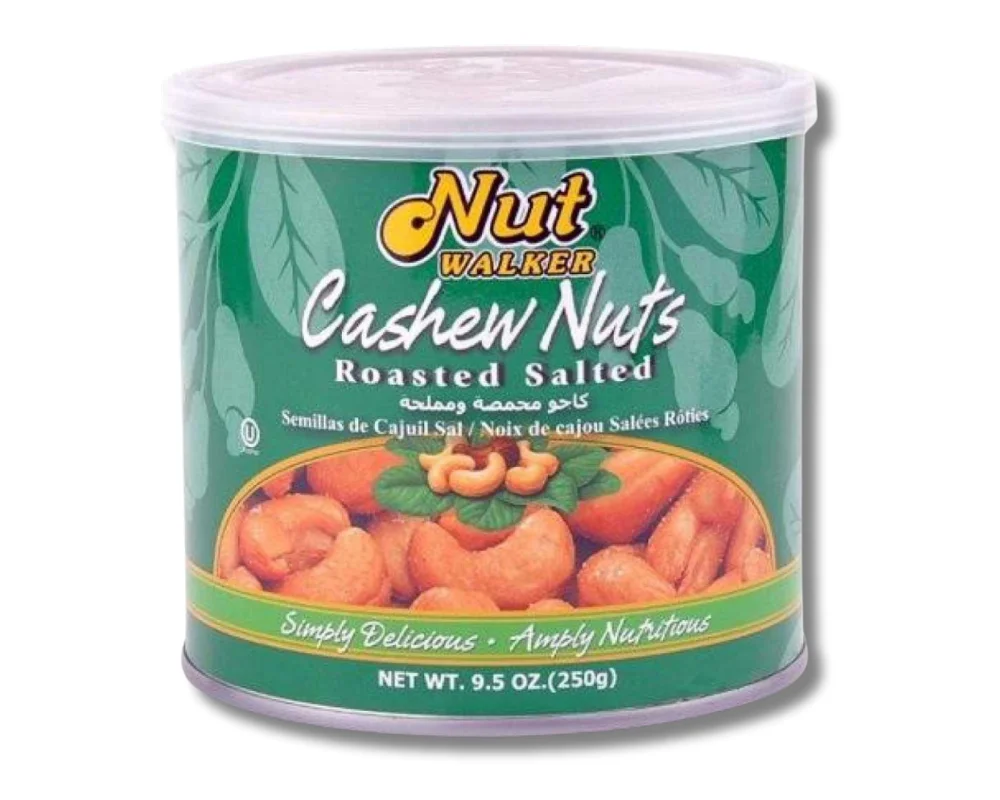 Nut®
WALKER
Cashew Nuts
Roasted Salted
كاجو محمصة ومملحة
Semillas de Cajuil Sal / Noix de cajou Salées Róties
U
Simply Delicious • Amply Nutritious
NET WT. 9.5 OZ.(250g)